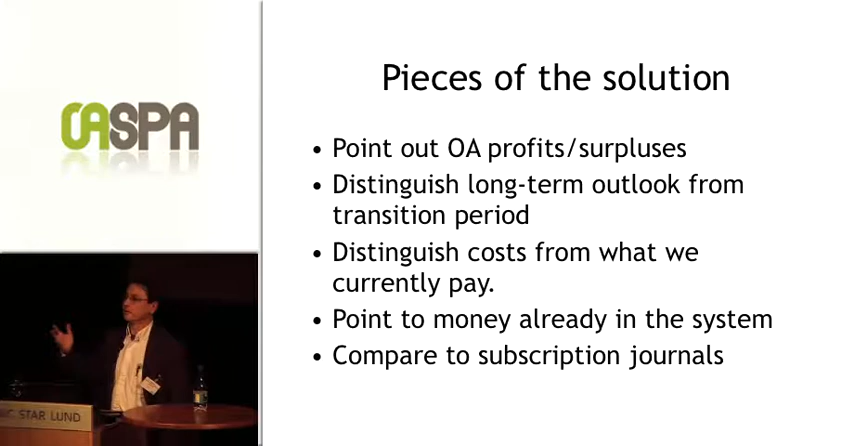 OASPA
Pieces of the solution
• Point out OA profits/surpluses
• Distinguish long-term outlook from
transition period
• Distinguish costs from what we
currently pay.
• Point to money already in the system
• Compare to subscription journals
STAR LUND